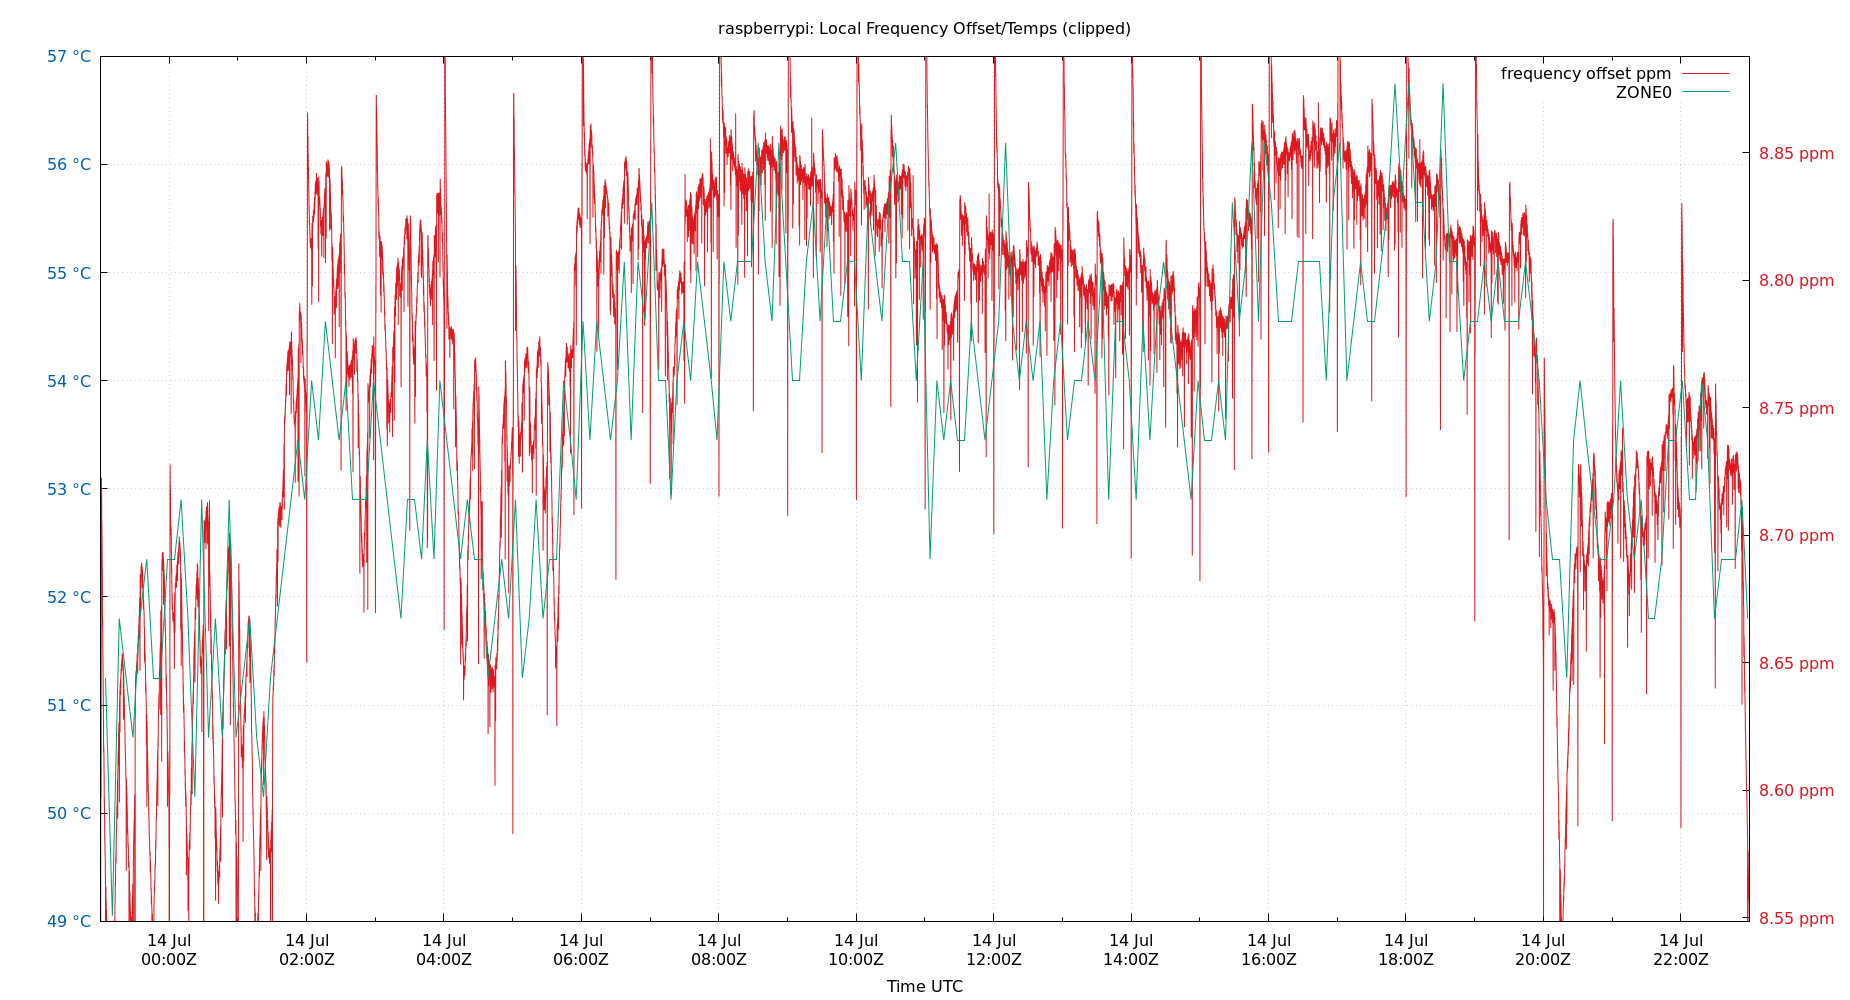 raspberrypi: Local Frequency Offset/Temps (clipped)
frequency offset ppm
ZONE0
57 °C
56 °C
55 °C
54 °C
53 °C
52 °C
51 °C
50 °C
49 °C
8.85 ppm
8.80 ppm
8.75 ppm
8.70 ppm
8.65 ppm
8.60 ppm
8.55 ppm
14 Jul 14 Jul 14 Jul 14 Jul 14 Jul 14 Jul 14 Jul 14 Jul 14 Jul 14 Jul 14 Jul 14 Jul
00:00Z 02:00Z 04:00Z 06:00Z 08:00Z 10:00Z 12:00Z 14:00Z 16:00Z 18:00Z 20:00Z 22:00Z
Time UTC